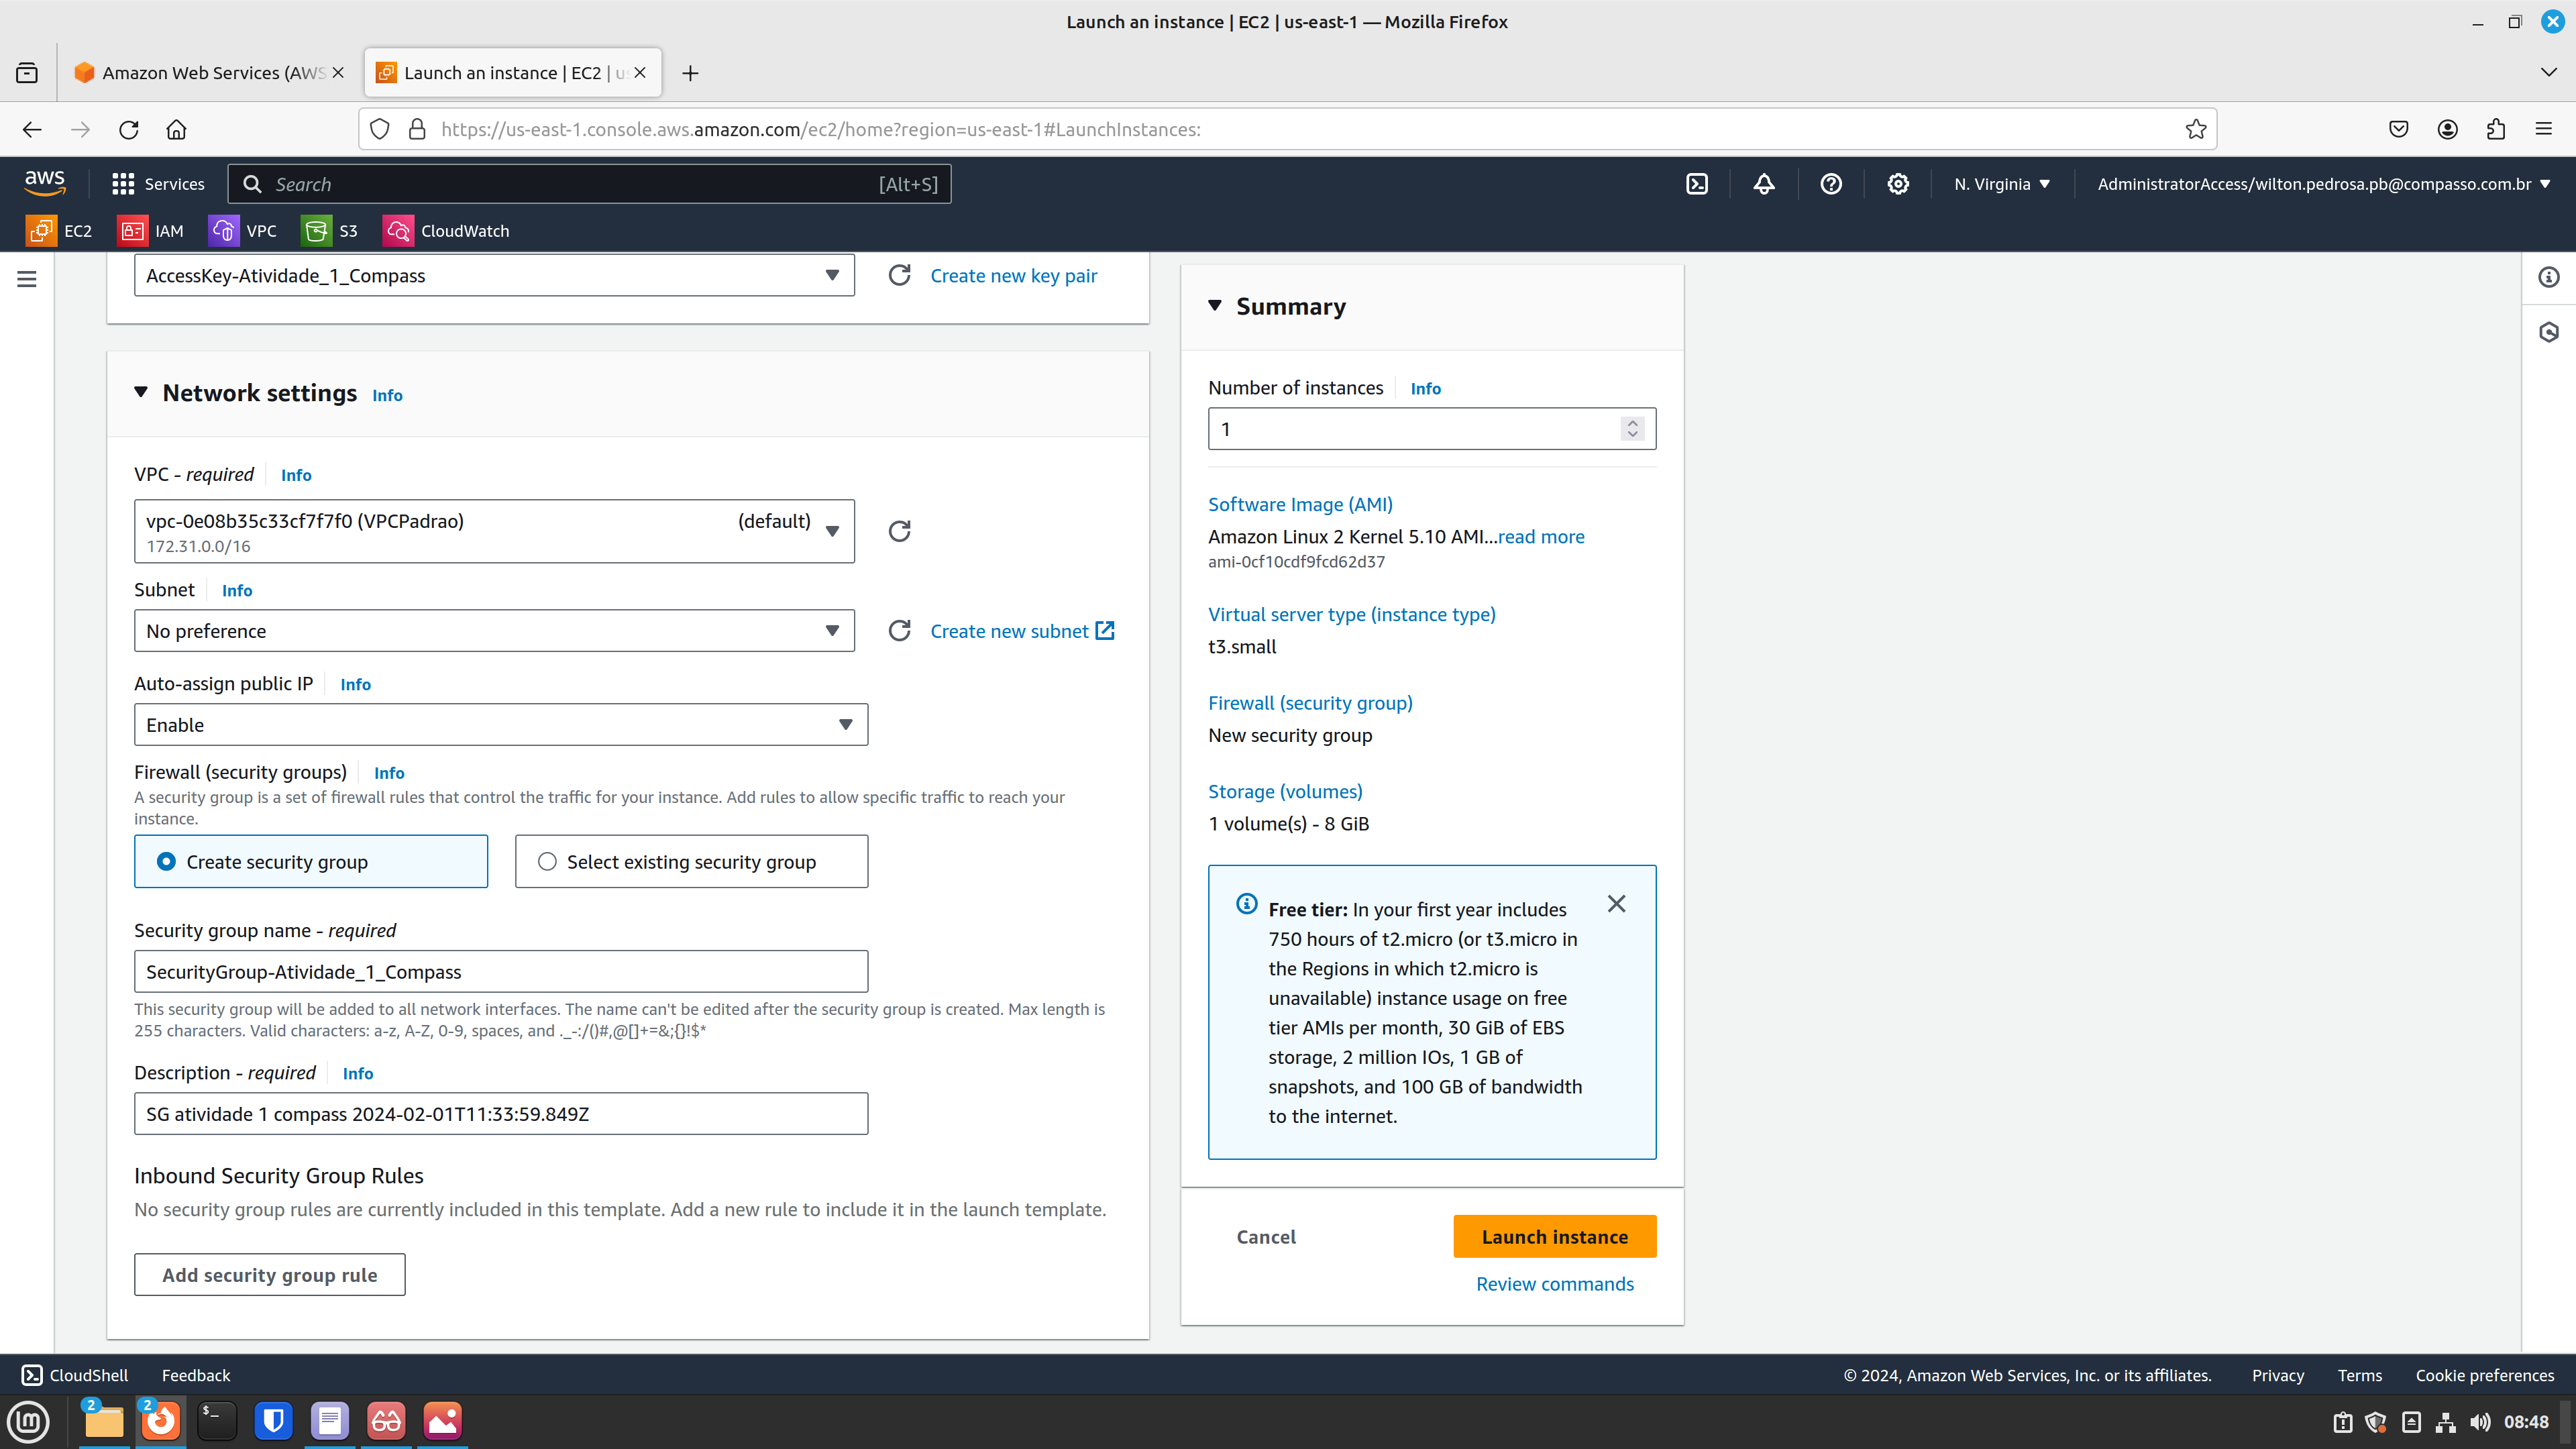 Launch an instance | EC2 | us-east-1 — Mozilla Firefox
Amazon Web Services (AWS
Launch an instance | EC2 | us
https://us-east-1.console.aws.amazon.com/ec2/home?region=us-east-1#LaunchInstances:
aws
Services
Search
[Alt+S]
N. Virginia
AdministratorAccess/wilton.pedrosa.pb@compasso.com.br
EC2
IAM
VPC
S3
CloudWatch
AccessKey-Atividade_1_Compass
Create new key pair
Network settings Info
VPC - required Info
vpc-0e08b35c33cf7f7f0 (VPCPadrao) (default)
172.31.0.0/16
Subnet Info
No preference
Create new subnet
Auto-assign public IP Info
Enable
Firewall (security groups) Info
A security group is a set of firewall rules that control the traffic for your instance. Add rules to allow specific traffic to reach your
instance.
Create security group
Select existing security group
Security group name - required
SecurityGroup-Atividade_1_Compass
This security group will be added to all network interfaces. The name can't be edited after the security group is created. Max length is
255 characters. Valid characters: a-z, A-Z, 0-9, spaces, and ._-:/()#,@[]+=&;{}!$*
Description - required Info
SG atividade 1 compass 2024-02-01T11:33:59.849Z
Inbound Security Group Rules
No security group rules are currently included in this template. Add a new rule to include it in the launch template.
Add security group rule
Summary
Number of instances Info
1
Software Image (AMI)
Amazon Linux 2 Kernel 5.10 AMI...read more
ami-0cf10cdf9fcd62d37
Virtual server type (instance type)
t3.small
Firewall (security group)
New security group
Storage (volumes)
1 volume(s) - 8 GiB
Free tier: In your first year includes
750 hours of t2.micro (or t3.micro in
the Regions in which t2.micro is
unavailable) instance usage on free
tier AMIs per month, 30 GiB of EBS
storage, 2 million IOs, 1 GB of
snapshots, and 100 GB of bandwidth
to the internet.
Cancel
Launch instance
Review commands
CloudShell
Feedback
© 2024, Amazon Web Services, Inc. or its affiliates.
Privacy
Terms
Cookie preferences
2
2
$_
08:48